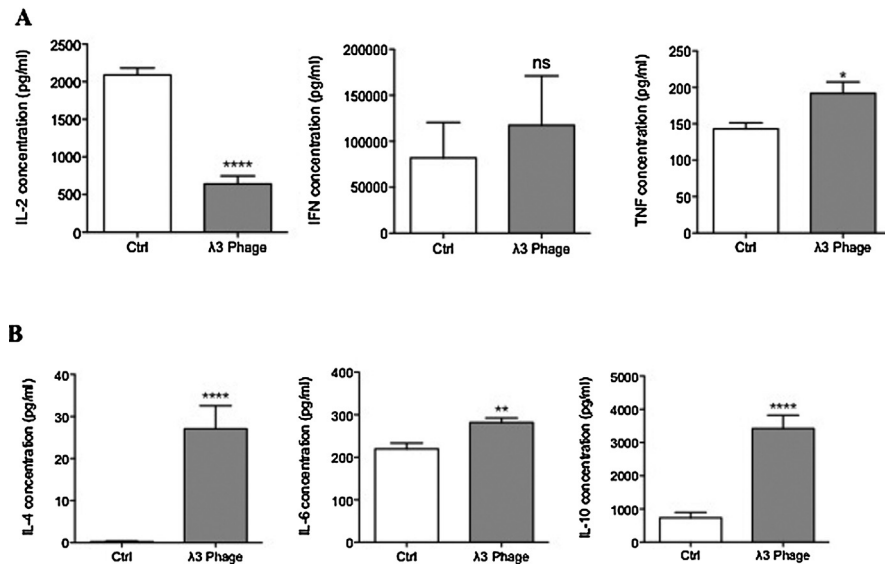 A
IL-2 concentration (pg/ml)
2500
2000
1500
1000
500
0
****
Ctrl
λ3 Phage
IFN concentration (pg/ml)
200000
150000
100000
50000
0
ns
Ctrl
λ3 Phage
TNF concentration (pg/ml)
250
200
150
100
50
0
*
Ctrl
λ3 Phage
B
IL-4 concentration (pg/ml)
40
30
20
10
0
****
Ctrl
λ3 Phage
IL-6 concentration (pg/ml)
400
300
200
100
0
**
Ctrl
λ3 Phage
IL-10 concentration (pg/ml)
5000
4000
3000
2000
1000
0
****
Ctrl
λ3 Phage